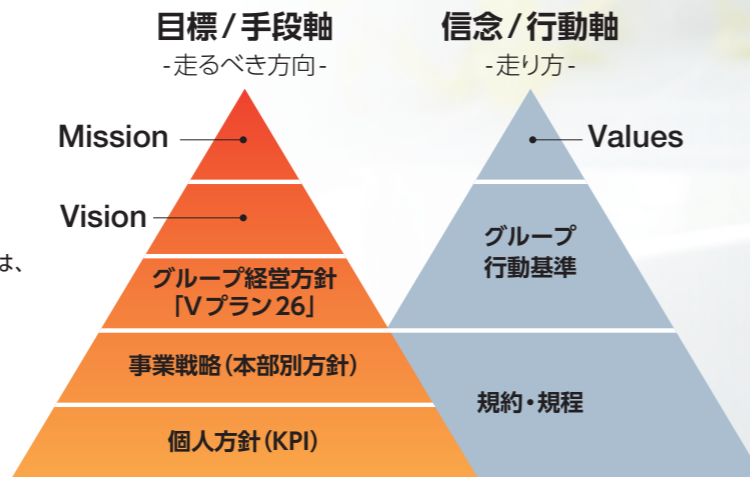 目標/手段軸
-走るべき方向-
信念/行動軸
-走り方-
Mission
Values
Vision
グループ
行動基準
は、
グループ経営方針
「Vプラン26」
事業戦略(本部別方針)
規約・規程
個人方針(KPI)